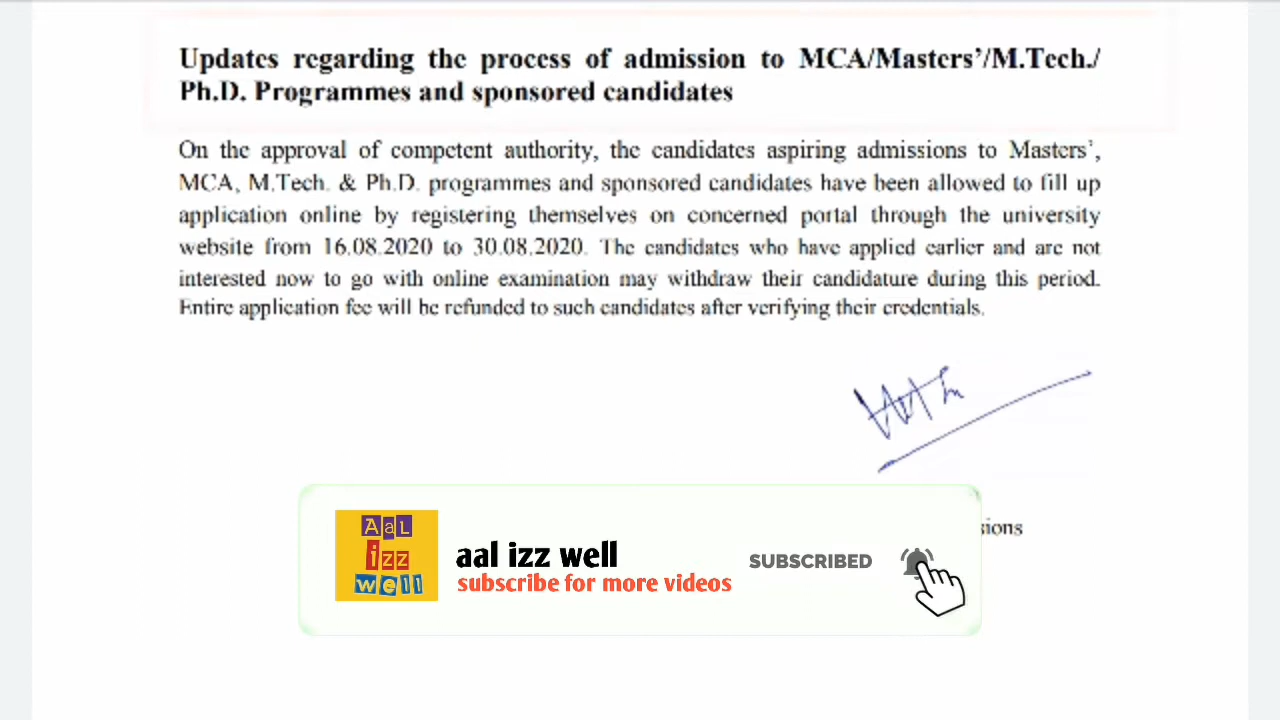 Updates regarding the process of admission to MCA/Masters'/M.Tech./
Ph.D. Programmes and sponsored candidates
On the approval of competent authority, the candidates aspiring admissions to Masters',
MCA, M.Tech. & Ph.D. programmes and sponsored candidates have been allowed to fill up
application online by registering themselves on concerned portal through the university
website from 16.08.2020 to 30.08.2020. The candidates who have applied earlier and are not
interested now to go with online examination may withdraw their candidature during this period.
Entire application fee will be refunded to such candidates after verifying their credentials.
sions
AaL
izz
well
aal izz well
subscribe for more videos
SUBSCRIBED